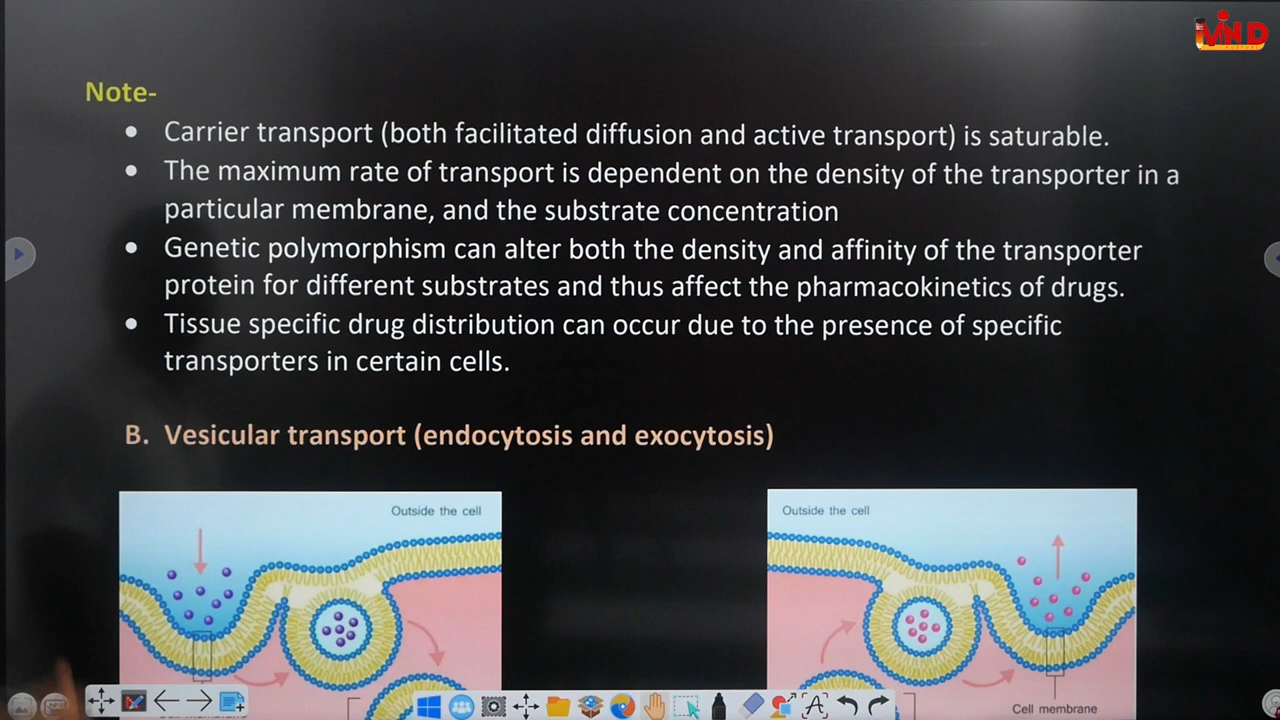 MIND
Note-
• Carrier transport (both facilitated diffusion and active transport) is saturable.
• The maximum rate of transport is dependent on the density of the transporter in a
particular membrane, and the substrate concentration
• Genetic polymorphism can alter both the density and affinity of the transporter
protein for different substrates and thus affect the pharmacokinetics of drugs.
• Tissue specific drug distribution can occur due to the presence of specific
transporters in certain cells.
B. Vesicular transport (endocytosis and exocytosis)
Outside the cell
Outside the cell
Cell membrane